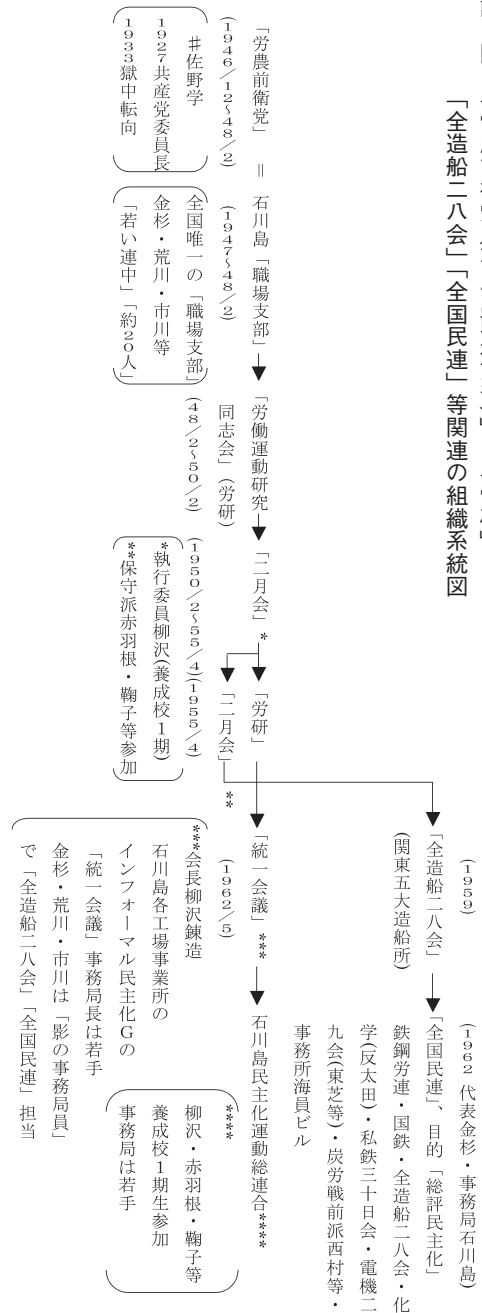 「全造船二八会」「全国民連」等関連の組織系統図
「労農前衛党」＝石川島「職場支部」
(1946/12～48/2)
(1947～48/2)
♯佐野学
1927共産党委員長
1933獄中転向
全国唯一の「職場支部」
金杉・荒川・市川等
「若い連中」「約20人」
「労働運動研究
同志会」(労研)
(48/2～50/2)
「二月会」*
(1950/2～55/4)
*執行委員柳沢(養成校1期)
**保守派赤羽根・鞠子等参加
「労研」
「二月会」
(1955/4)
**
「統一会議」***
(1962/5)
***会長柳沢錬造
石川島各工場事業所の
インフォーマル民主化Gの
「統一会議」事務局長は若手
金杉・荒川・市川は「影の事務局員」
で「全造船二八会」「全国民連」担当
石川島民主化運動総連合****
****
柳沢・赤羽根・鞠子等
養成校1期生参加
事務局は若手
(1959)
「全造船二八会」
(関東五大造船所)
(1962 代表金杉・事務局石川島)
「全国民連」、目的「総評民主化」
鉄鋼労連・国鉄・全造船二八会・化
学(反太田)・私鉄三十日会・電機二
九会(東芝等)・炭労戦前派西村等・
事務所海員ビル